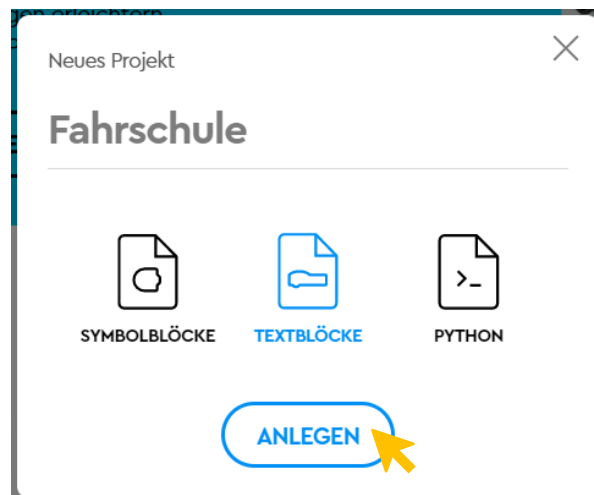 Neues Projekt
Fahrschule
SYMBOLBLÖCKE
TEXTBLÖCKE
PYTHON
ANLEGEN